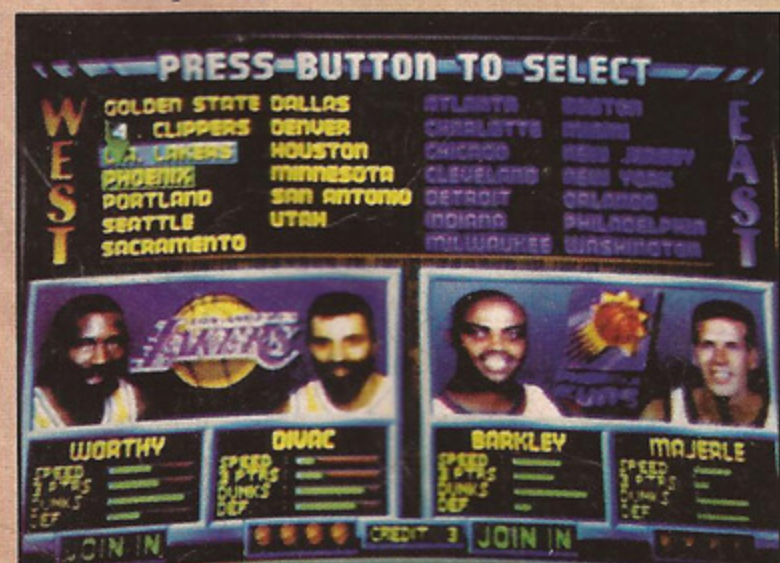 PRESS BUTTON TO SELECT
WEST
GOLDEN STATE
CLIPPERS
L.A. LAKERS
PHOENIX
PORTLAND
SEATTLE
SACRAMENTO
DALLAS
DENVER
HOUSTON
MINNESOTA
SAN ANTONIO
UTAH
ATLANTA
CHARLOTTE
CHICAGO
CLEVELAND
DETROIT
INDIANA
MILWAUKEE
BOSTON
NEW JERSEY
NEW YORK
ORLANDO
PHILADELPHIA
WASHINGTON
EAST
LAKERS
SUNS
WORTHY
SPEED
3 PTRS
DUNKS
DEF
DIVAC
SPEED
3 PTRS
DUNKS
DEF
BARKLEY
SPEED
3 PTRS
DUNKS
DEF
MAJERLE
SPEED
3 PTRS
DUNKS
DEF
JOIN IN
CREDIT 3
JOIN IN